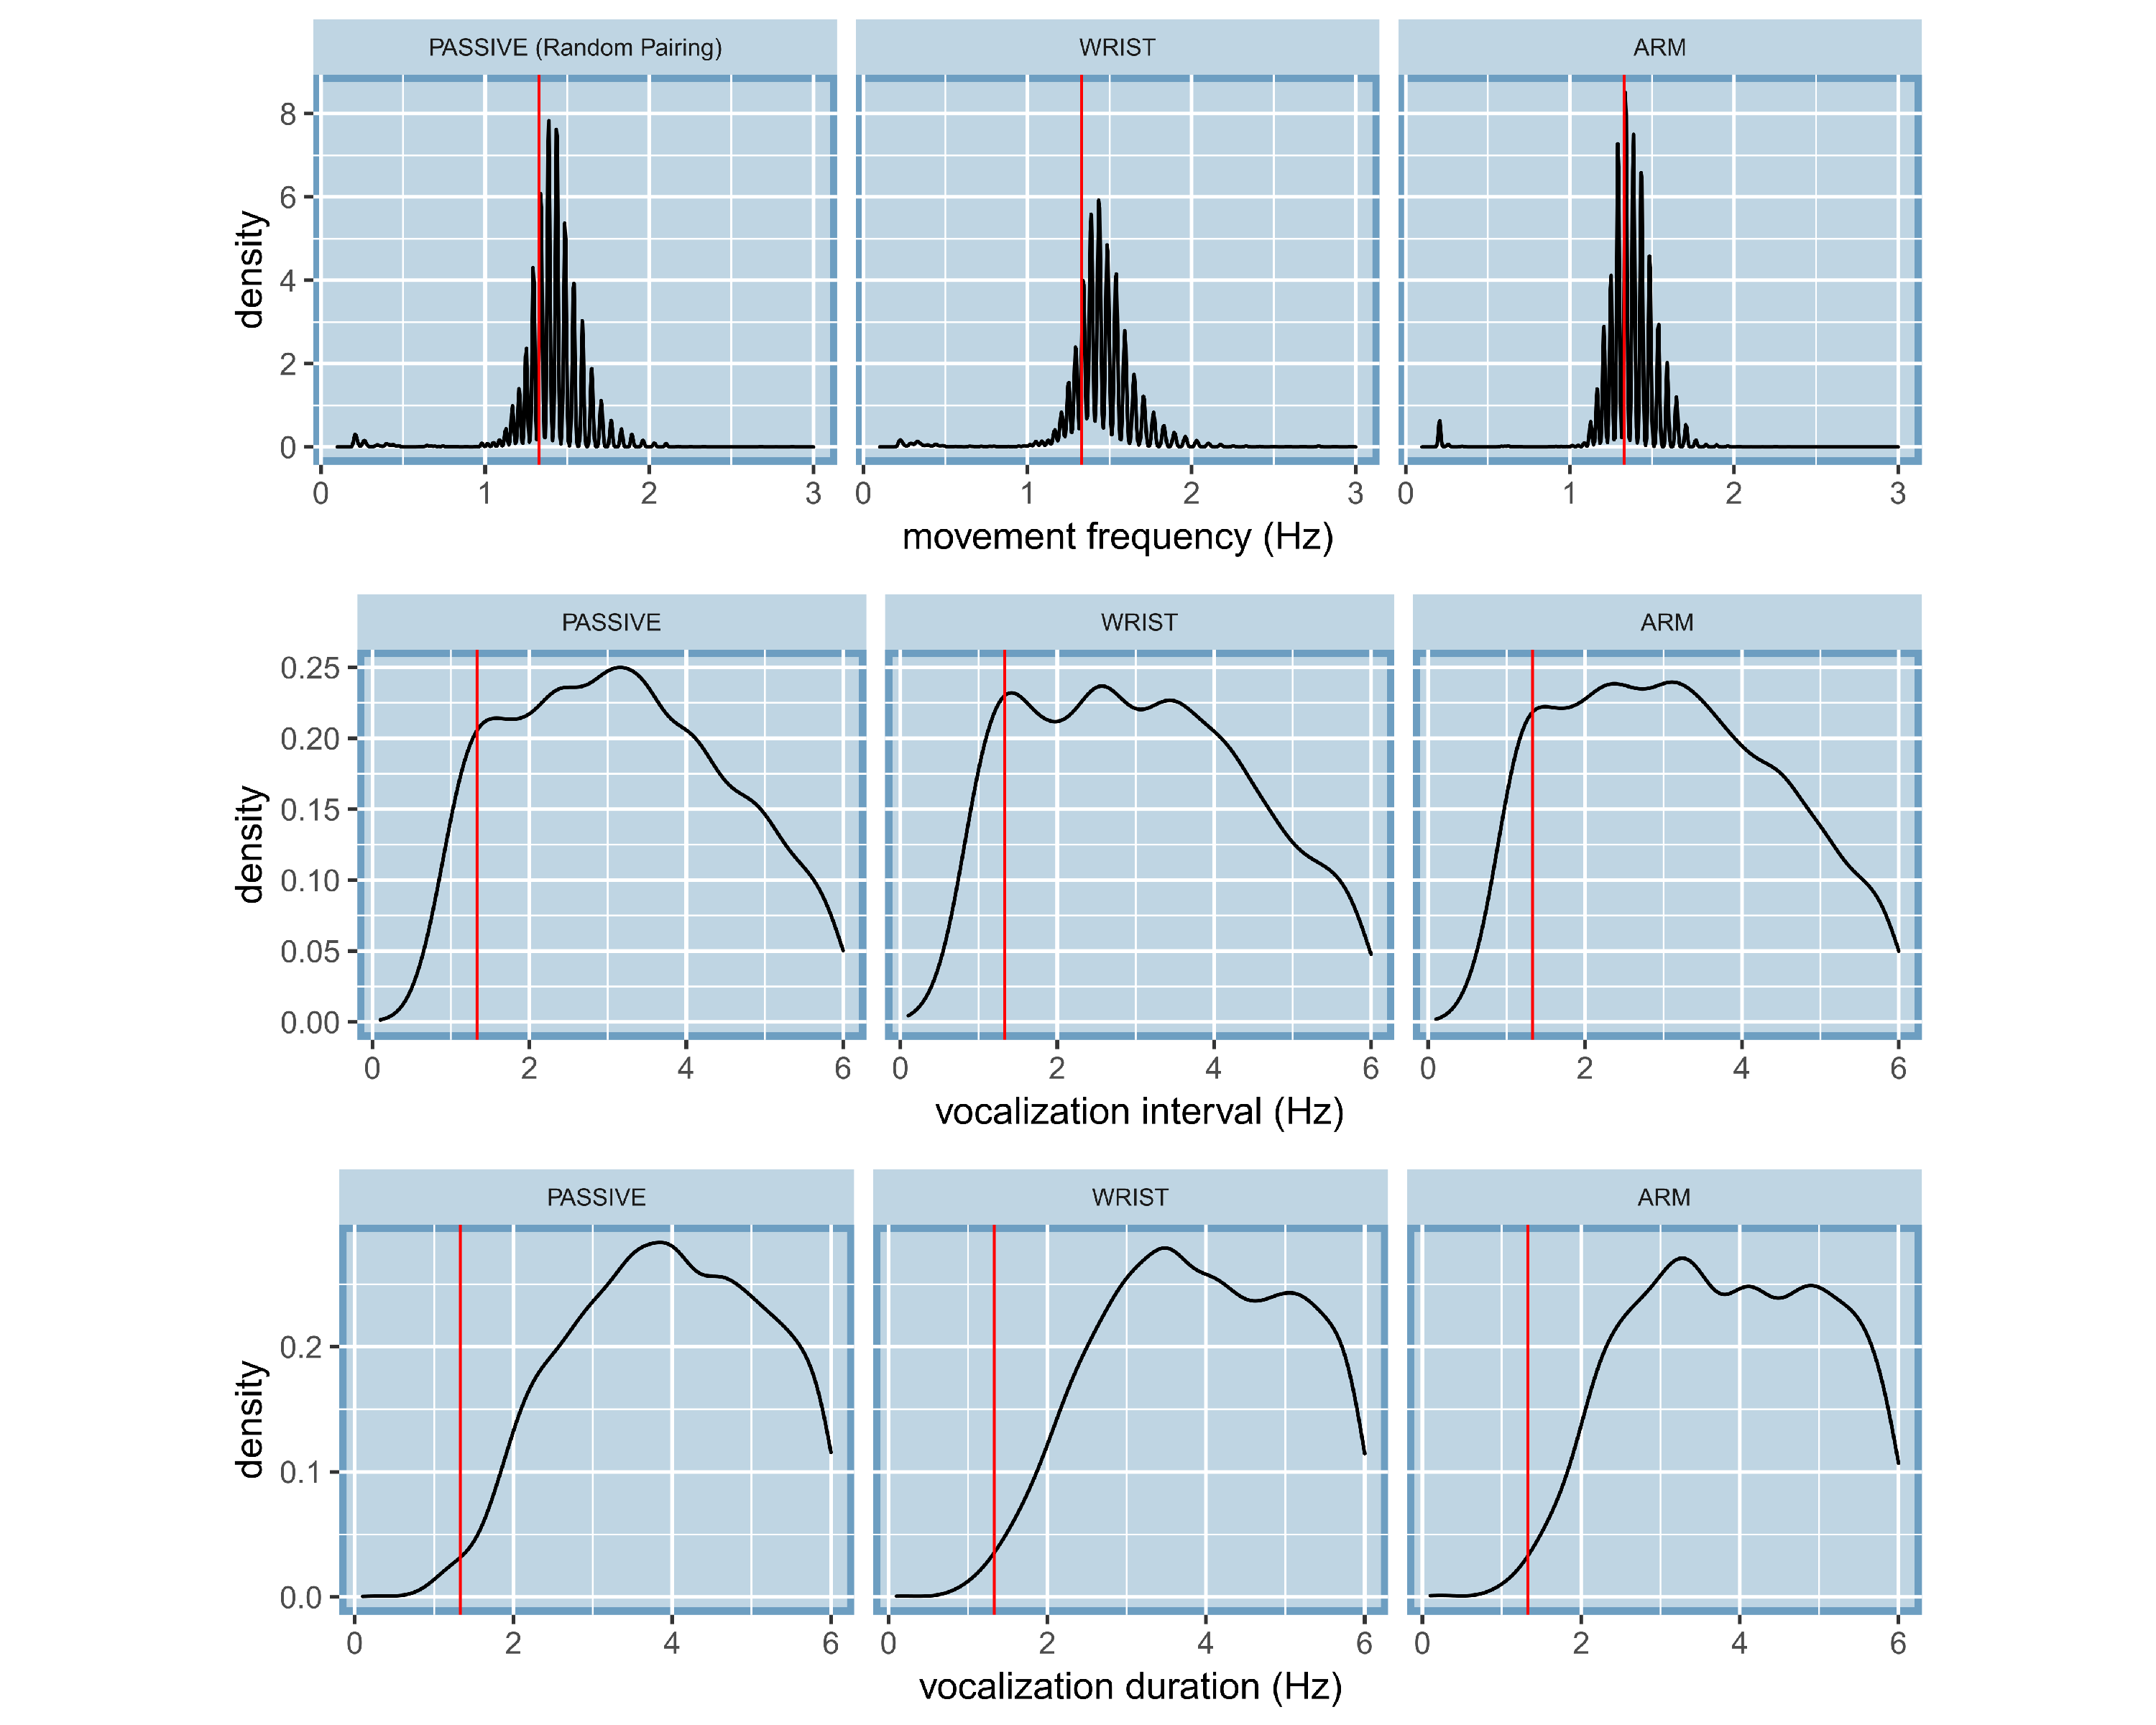 PASSIVE (Random Pairing) WRIST ARM
density
8
6
4
2
0
0 1 2 3 0 1 2 3 0 1 2 3
movement frequency (Hz)
PASSIVE WRIST ARM
density
0.25
0.20
0.15
0.10
0.05
0.00
0 2 4 6 0 2 4 6 0 2 4 6
vocalization interval (Hz)
PASSIVE WRIST ARM
density
0.2
0.1
0.0
0 2 4 6 0 2 4 6 0 2 4 6
vocalization duration (Hz)